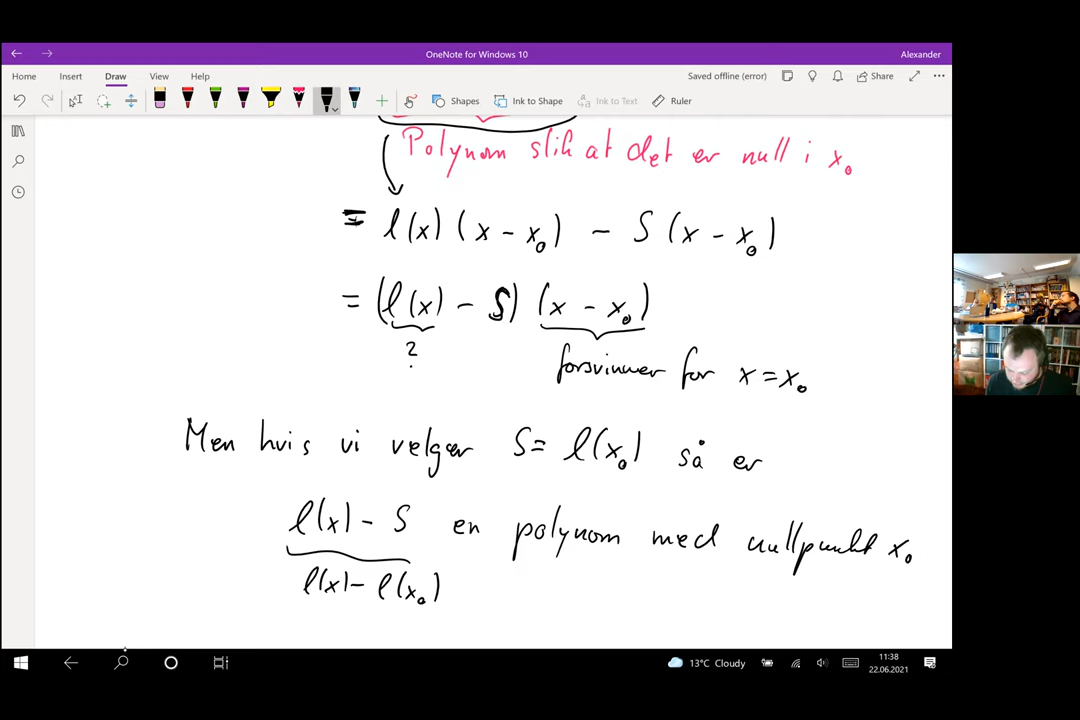 OneNote for Windows 10
Alexander
Home Insert Draw View Help
Saved offline (error)
Share
Shapes Ink to Shape Ink to Text Ruler
Polynom slik at det er null i x₀
= l(x) (x - x₀) - S (x - x₀)
= (l(x) - S) (x - x₀)
?
forsvinner for x = x₀
Men hvis vi velger S = l(x₀) så er
l(x) - S en polynom med nullpunkt x₀
l(x) - l(x₀)
13°C Cloudy
11:38
22.06.2021